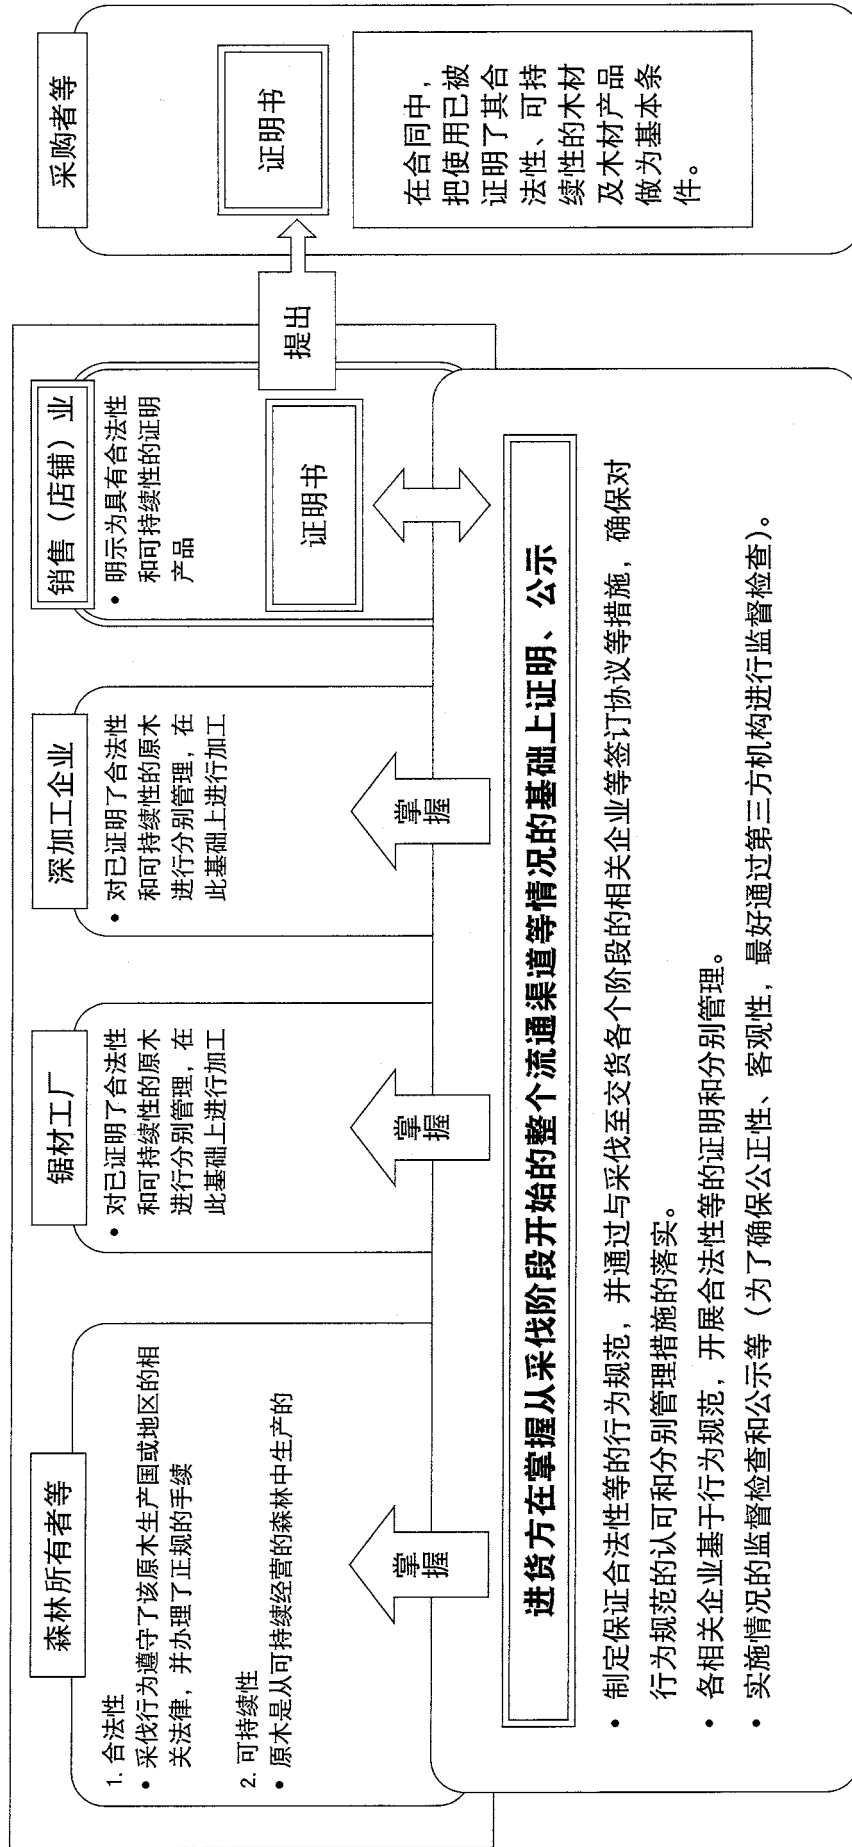 森林所有者等
1. 合法性
• 采伐行为遵守了该原木生产国或地区的相
关法律，并办理了正规的手续
2. 可持续性
• 原木是从可持续经营的森林中生产的
锯材工厂
• 对已证明了合法性
和可持续性的原木
进行分别管理，在
此基础上进行加工
深加工企业
• 对已证明了合法性
和可持续性的原木
进行分别管理，在
此基础上进行加工
销售（店铺）业
• 明示为具有合法性
和可持续性的证明
产品
证明书
提出
采购者等
证明书
在合同中，
把使用已被
证明了其合
法性、可持
续性的木材
及木材产品
做为基本条
件。
掌握
掌握
掌握
进货方在掌握从采伐阶段开始的整个流通渠道等情况的基础上证明、公示
• 制定保证合法性等的行为规范，并通过与采伐至交货各个阶段的相关企业等签订协议等措施，确保对
行为规范的认可和分别管理措施的落实。
• 各相关企业基于行为规范，开展合法性等的证明和分别管理。
• 实施情况的监督检查和公示等（为了确保公正性、客观性，最好通过第三方机构进行监督检查）。